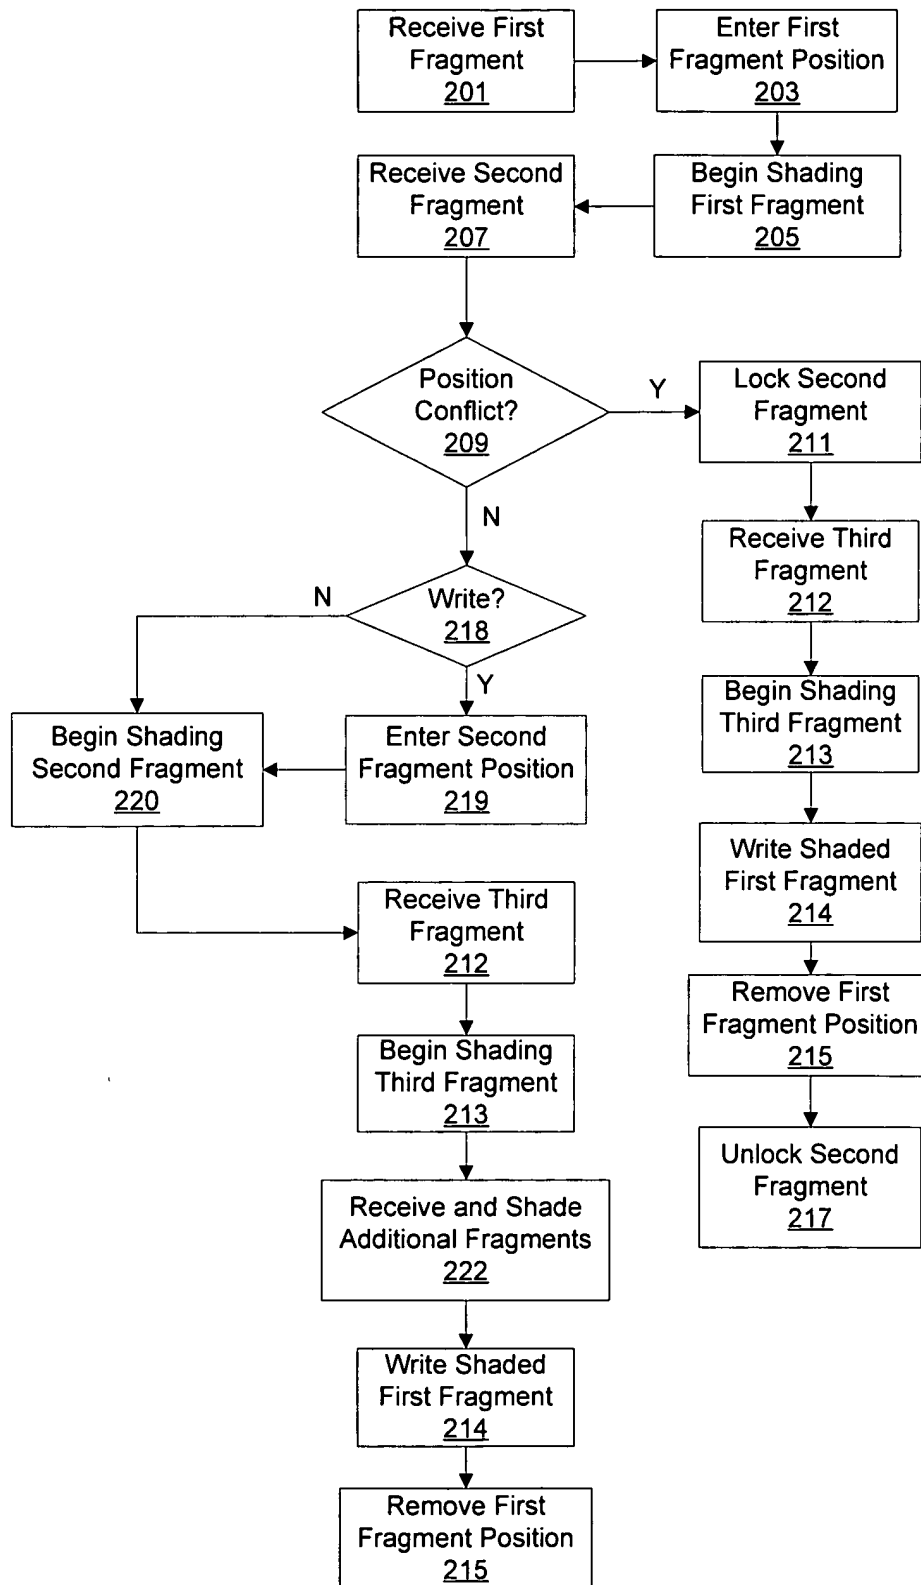 Receive First
Fragment
201
Enter First
Fragment Position
203
Receive Second
Fragment
207
Begin Shading
First Fragment
205
Position
Conflict?
209
Y
Lock Second
Fragment
211
N
Receive Third
Fragment
212
N
Write?
218
Y
Begin Shading
Third Fragment
213
Begin Shading
Second Fragment
220
Enter Second
Fragment Position
219
Write Shaded
First Fragment
214
Receive Third
Fragment
212
Remove First
Fragment Position
215
Begin Shading
Third Fragment
213
Unlock Second
Fragment
217
Receive and Shade
Additional Fragments
222
Write Shaded
First Fragment
214
Remove First
Fragment Position
215